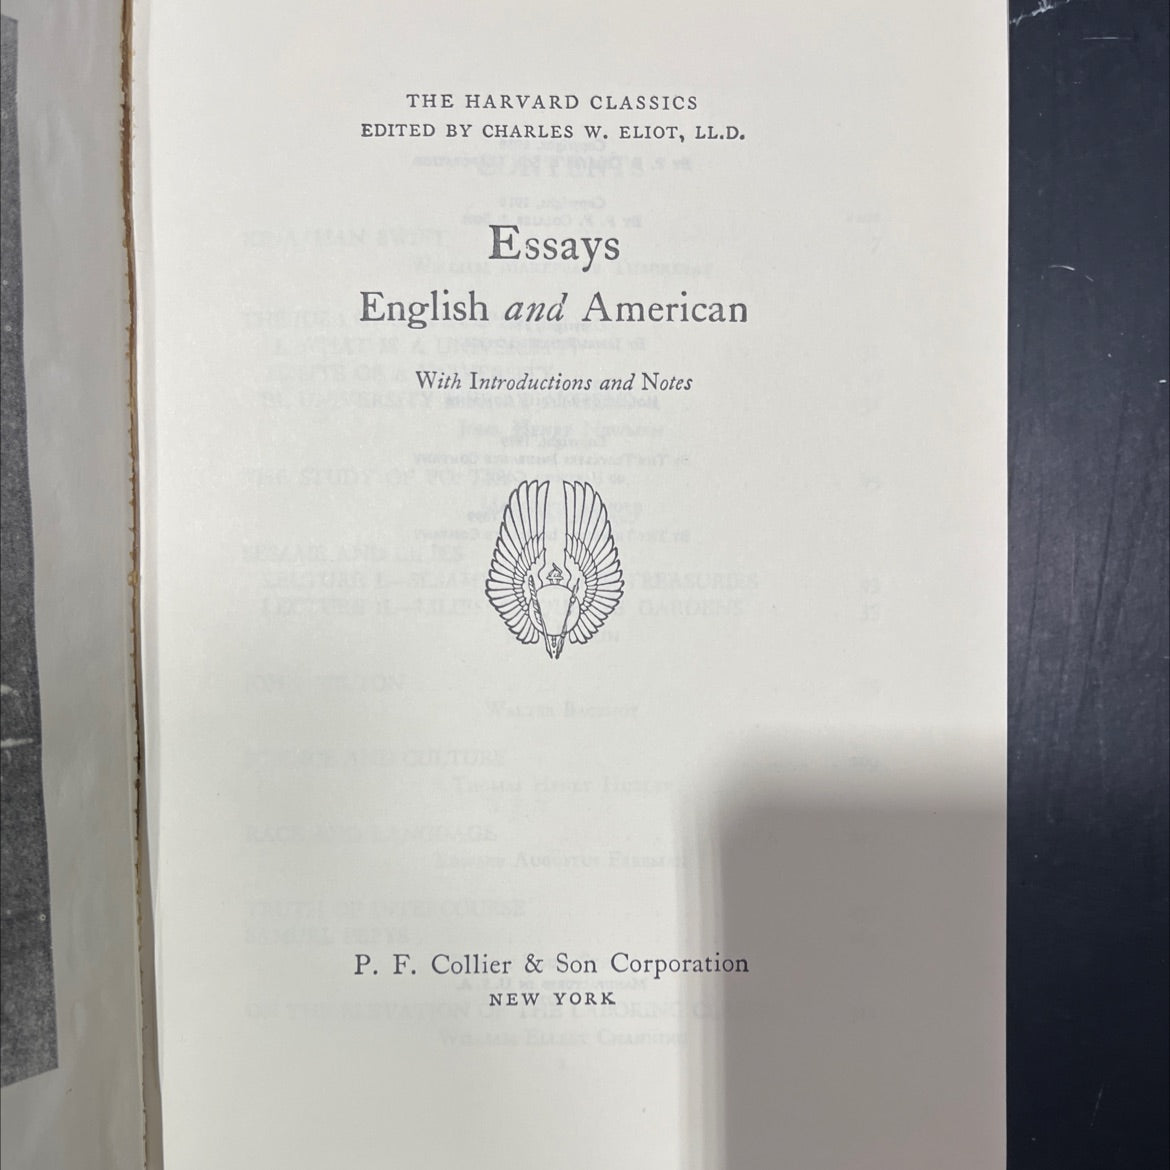 THE HARVARD CLASSICS
EDITED BY CHARLES W. ELIOT, LL.D.
Essays
English and American
With Introductions and Notes
P. F. Collier & Son Corporation
NEW YORK